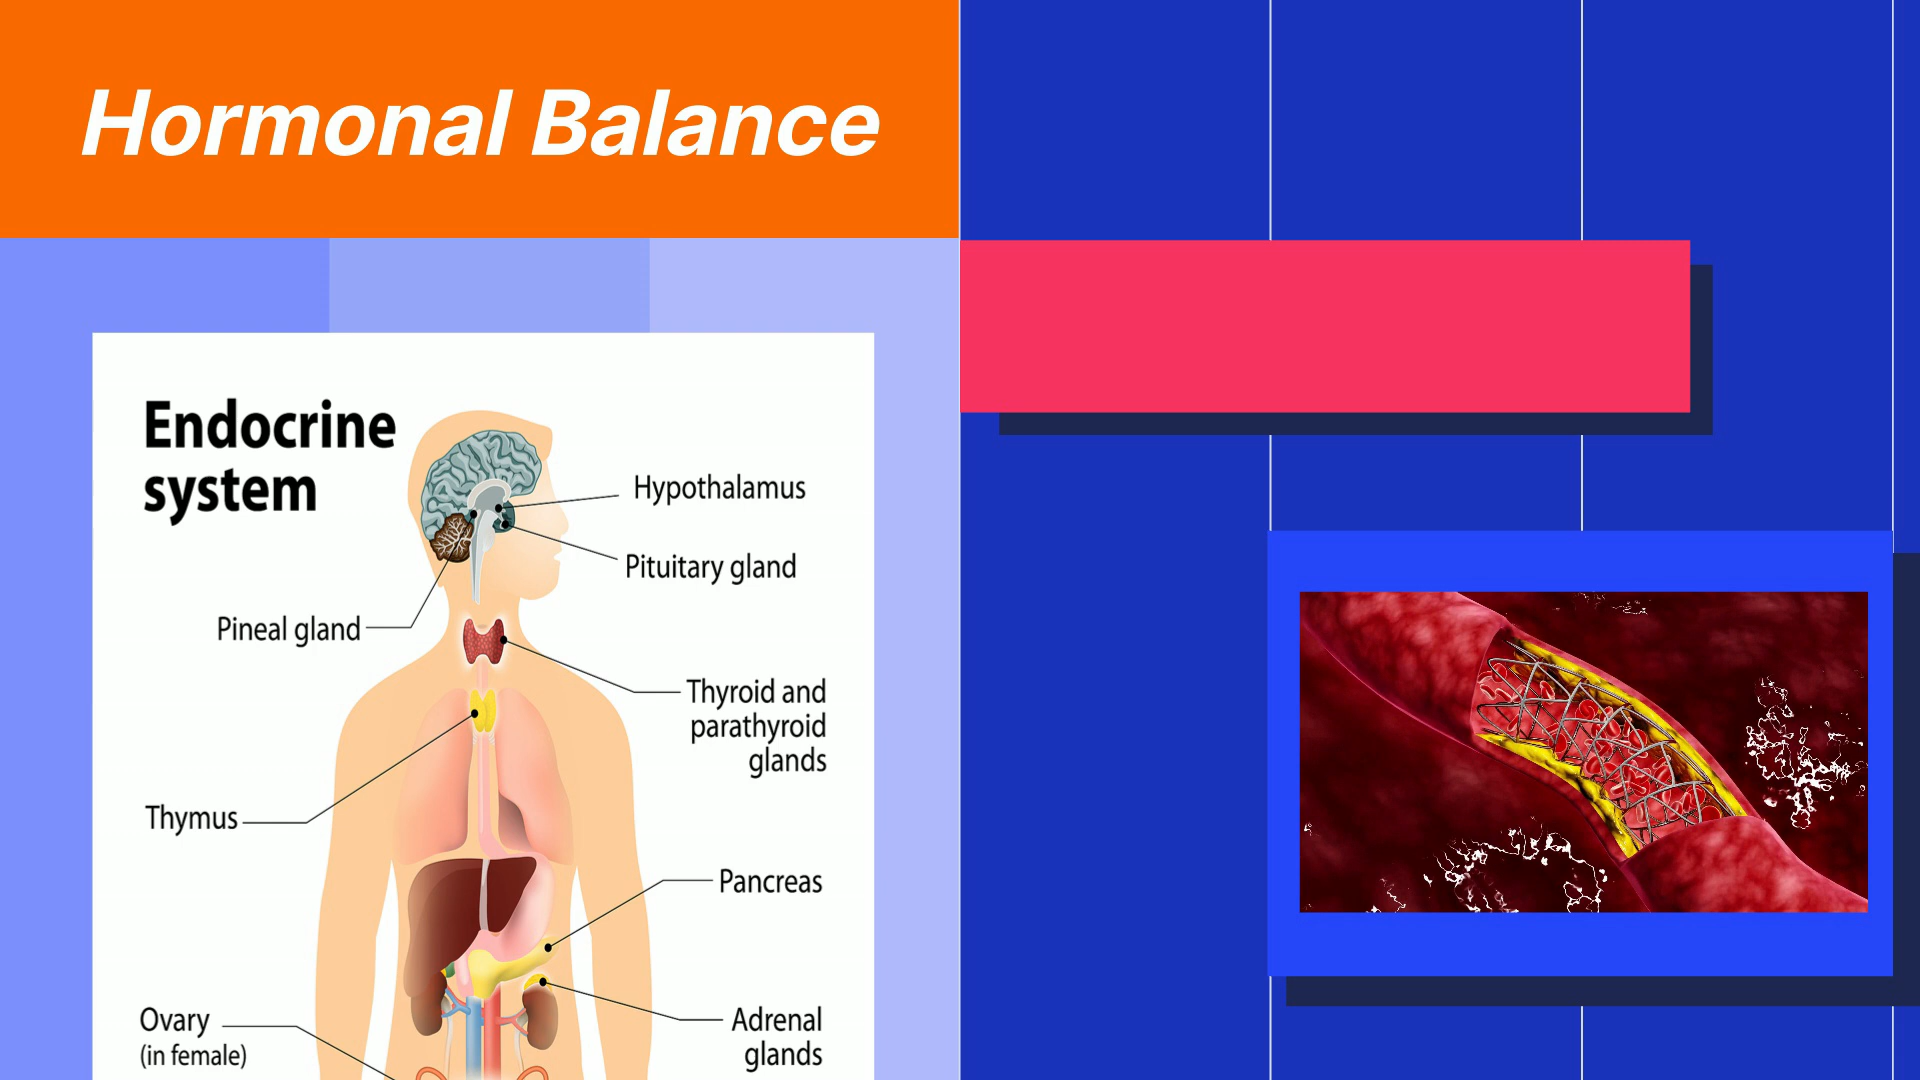 Hormonal Balance
Endocrine
system
Hypothalamus
Pituitary gland
Pineal gland
Thyroid and
parathyroid
glands
Thymus
Pancreas
Ovary
(in female)
Adrenal
glands